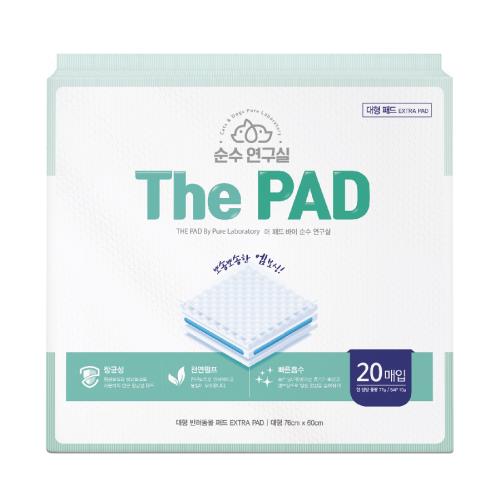 Cats & Dogs Pure Laboratory
대형 패드 EXTRA PAD
순수 연구실
The PAD
THE PAD By Pure Laboratory 더 패드 바이 순수 연구실
뽀송뽀송한 엠보싱!
항균성
천연펄프
빠른흡수
20매입
대형 반려동물 패드 EXTRA PAD | 대형 76cm x 60cm